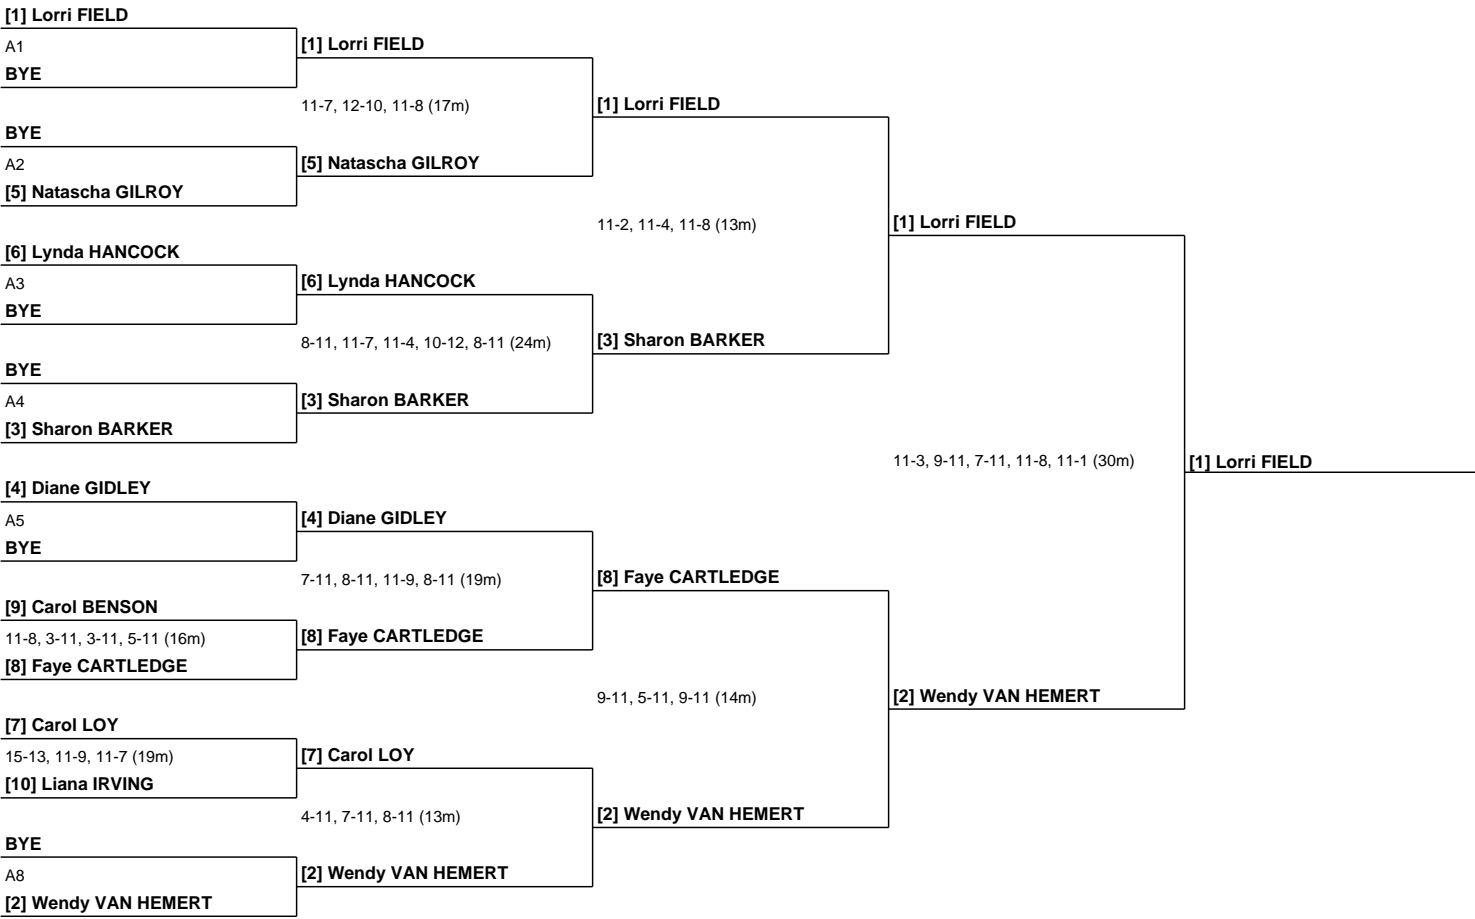 [1] Lorri FIELD
A1
BYE
BYE
A2
[5] Natascha GILROY
[6] Lynda HANCOCK
A3
BYE
BYE
A4
[3] Sharon BARKER
[4] Diane GIDLEY
A5
BYE
[9] Carol BENSON
11-8, 3-11, 3-11, 5-11 (16m)
[8] Faye CARTLEDGE
[7] Carol LOY
15-13, 11-9, 11-7 (19m)
[10] Liana IRVING
BYE
A8
[2] Wendy VAN HEMERT
[1] Lorri FIELD
11-7, 12-10, 11-8 (17m)
[5] Natascha GILROY
[6] Lynda HANCOCK
8-11, 11-7, 11-4, 10-12, 8-11 (24m)
[3] Sharon BARKER
[4] Diane GIDLEY
7-11, 8-11, 11-9, 8-11 (19m)
[8] Faye CARTLEDGE
[7] Carol LOY
4-11, 7-11, 8-11 (13m)
[2] Wendy VAN HEMERT
[1] Lorri FIELD
11-2, 11-4, 11-8 (13m)
[3] Sharon BARKER
[8] Faye CARTLEDGE
9-11, 5-11, 9-11 (14m)
[2] Wendy VAN HEMERT
[1] Lorri FIELD
11-3, 9-11, 7-11, 11-8, 11-1 (30m)
[2] Wendy VAN HEMERT
[1] Lorri FIELD